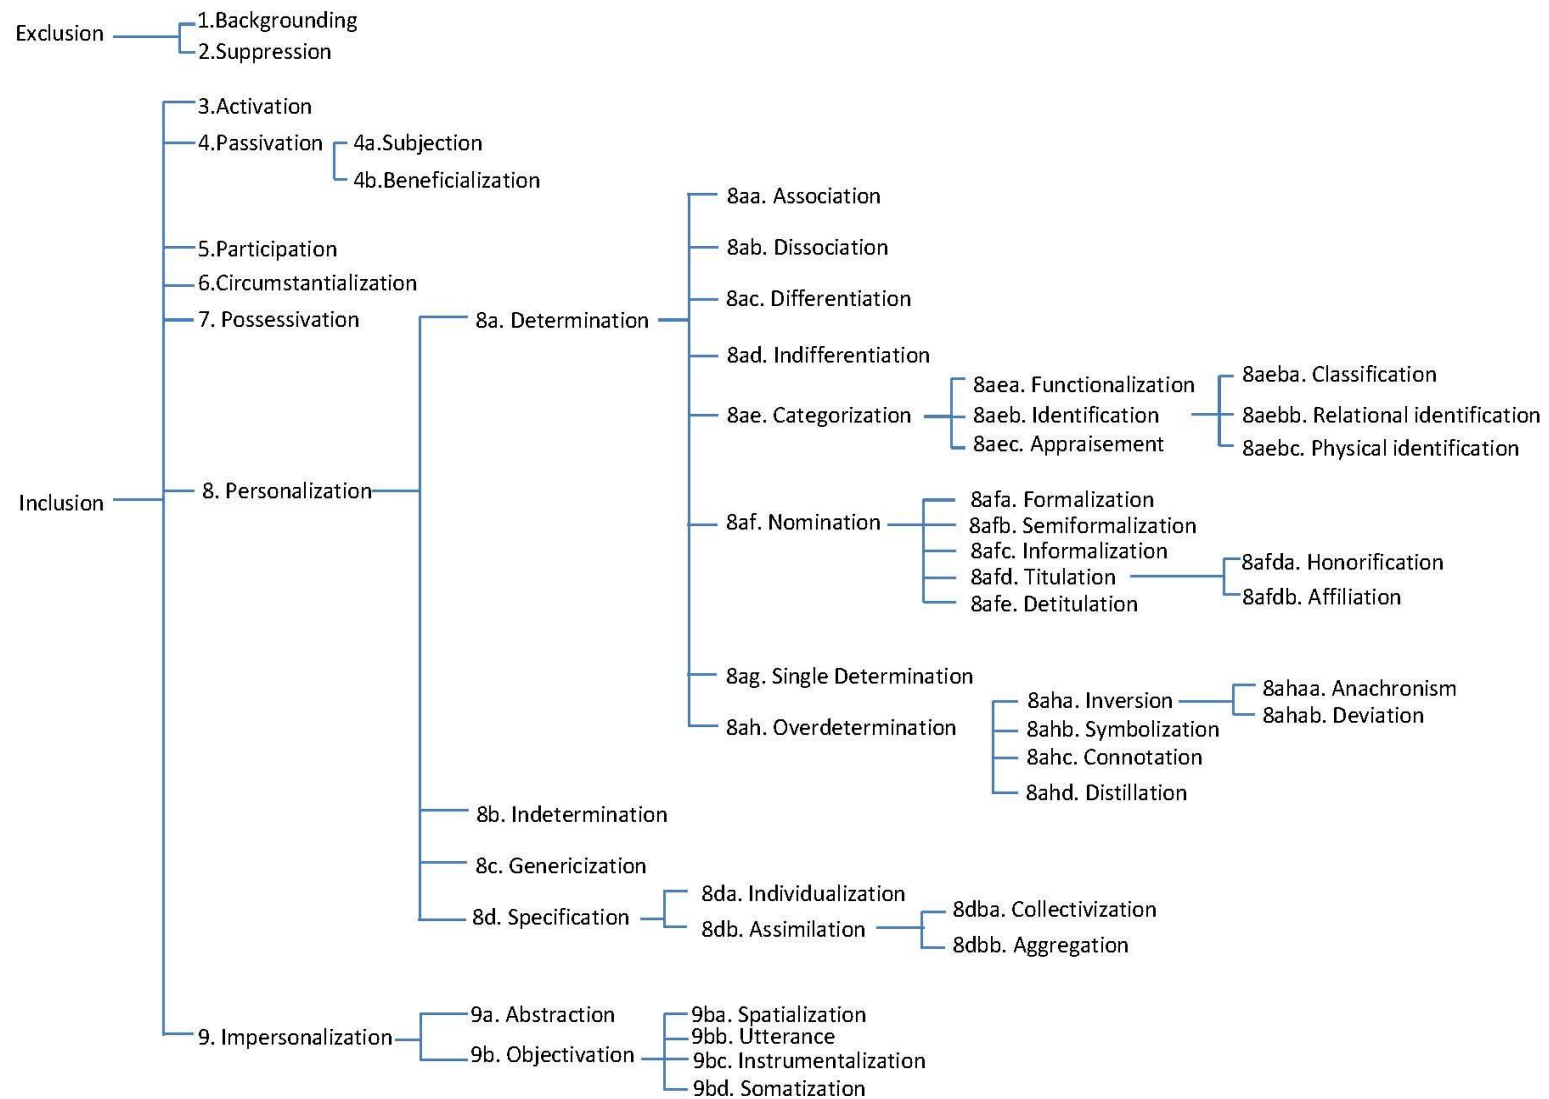 Exclusion
1.Backgrounding
2.Suppression
Inclusion
3.Activation
4.Passivation
4a.Subjection
4b.Beneficialization
5.Participation
6.Circumstantialization
7. Possessivation
8. Personalization
8a. Determination
8aa. Association
8ab. Dissociation
8ac. Differentiation
8ad. Indifferentiation
8ae. Categorization
8aea. Functionalization
8aeb. Identification
8aeba. Classification
8aebb. Relational identification
8aebc. Physical identification
8aec. Appraisement
8af. Nomination
8afa. Formalization
8afb. Semiformalization
8afc. Informalization
8afd. Titulation
8afda. Honorification
8afdb. Affiliation
8afe. Detitulation
8ag. Single Determination
8ah. Overdetermination
8aha. Inversion
8ahaa. Anachronism
8ahab. Deviation
8ahb. Symbolization
8ahc. Connotation
8ahd. Distillation
8b. Indetermination
8c. Genericization
8d. Specification
8da. Individualization
8db. Assimilation
8dba. Collectivization
8dbb. Aggregation
9. Impersonalization
9a. Abstraction
9b. Objectivation
9ba. Spatialization
9bb. Utterance
9bc. Instrumentalization
9bd. Somatization